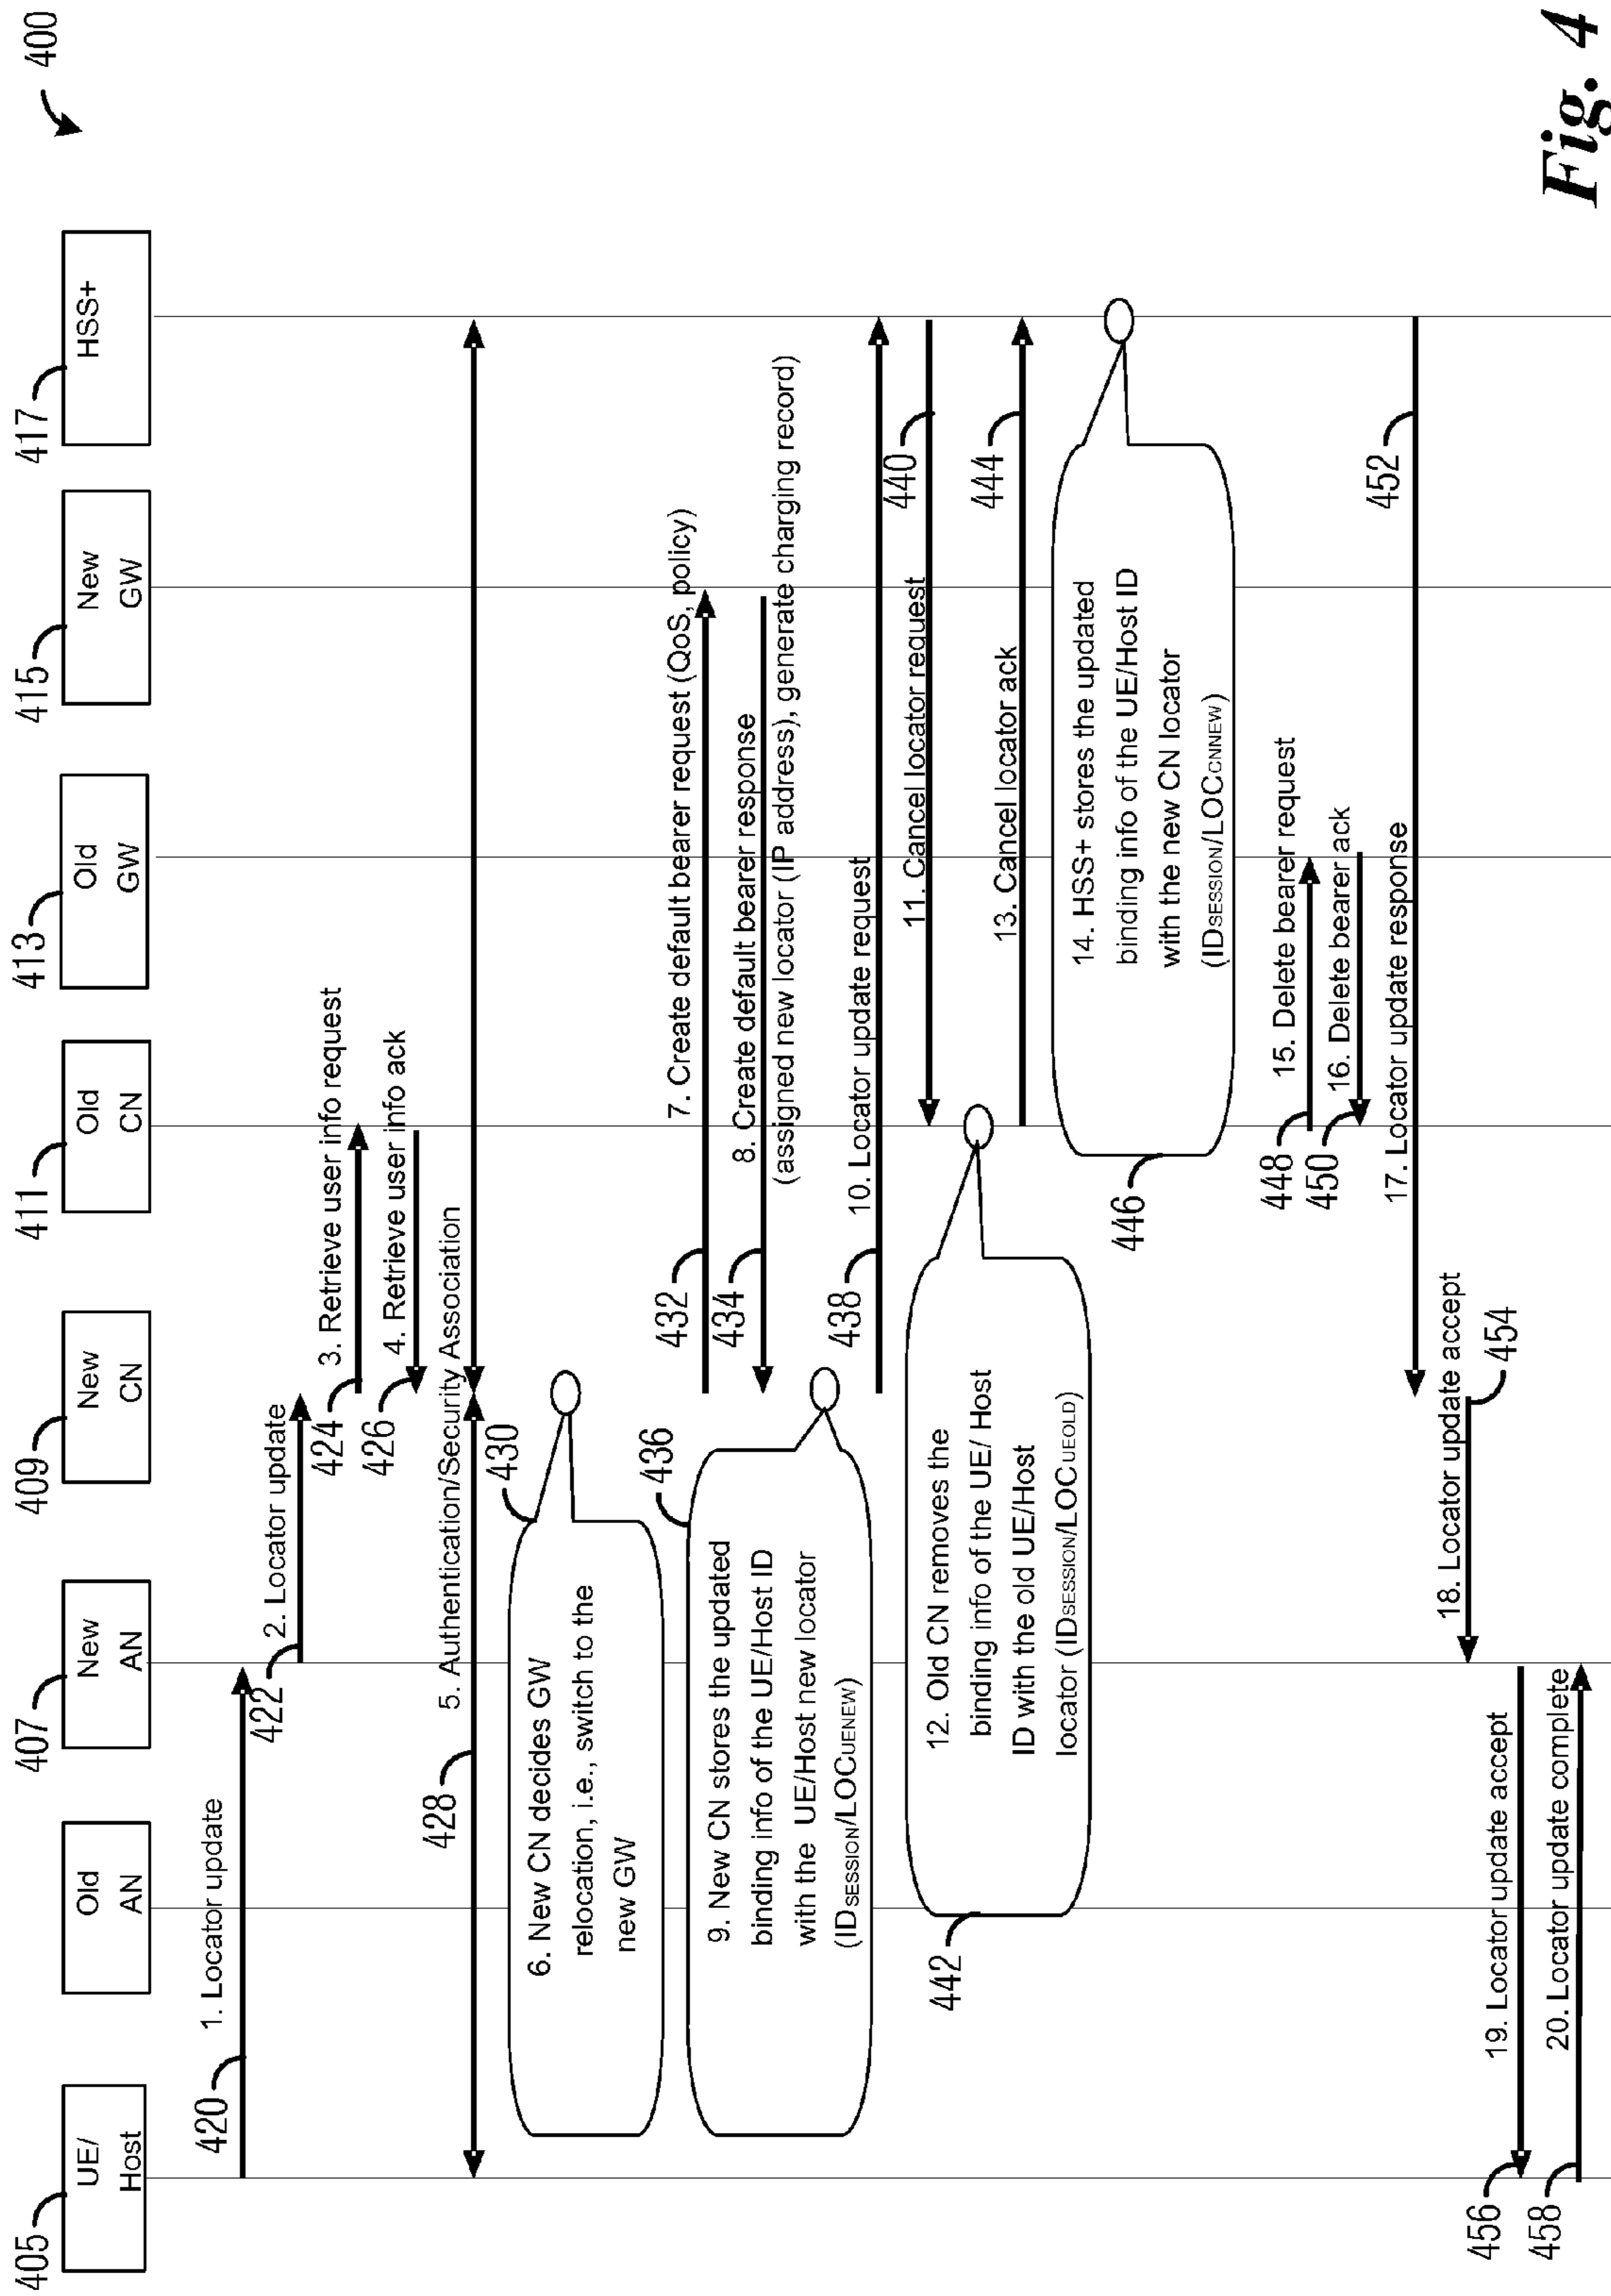 400
405
407
409
411
413
415
417
UE/
Host
Old
AN
New
AN
New
CN
Old
CN
Old
GW
New
GW
HSS+
1. Locator update
420
2. Locator update
422
3. Retrieve user info request
424
4. Retrieve user info ack
426
5. Authentication/Security Association
428
430
6. New CN decides GW
relocation, i.e., switch to the
new GW
7. Create default bearer request (QoS, policy)
432
8. Create default bearer response
(assigned new locator (IP address), generate charging record)
434
436
9. New CN stores the updated
binding info of the UE/Host ID
with the UE/Host new locator
(IDSESSION/LOCUENEW)
10. Locator update request
438
11. Cancel locator request
440
12. Old CN removes the
binding info of the UE/ Host
ID with the old UE/Host
locator (IDSESSION/LOCUEOLD)
442
13. Cancel locator ack
444
14. HSS+ stores the updated
binding info of the UE/Host ID
with the new CN locator
(IDSESSION/LOCCNNEW)
446
15. Delete bearer request
448
16. Delete bearer ack
450
17. Locator update response
452
18. Locator update accept
454
19. Locator update accept
456
20. Locator update complete
458
Fig. 4